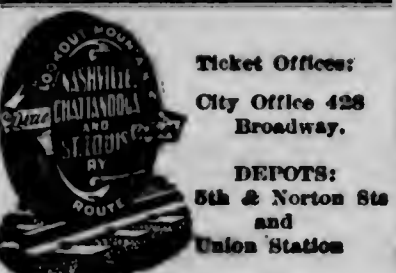 LOOKOUT MOUNTAIN
NASHVILLE,
CHATTANOOGA
AND
ST. LOUIS
RY
ROUTE
Ticket Offices:
City Office 428
Broadway.
DEPOTS:
5th & Norton Sts
and
Union Station